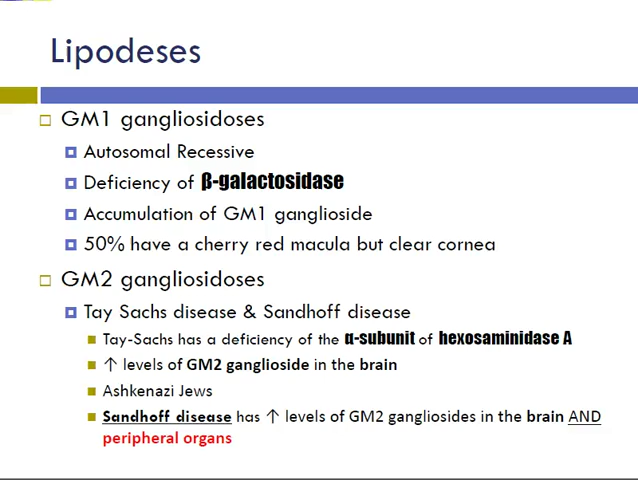 Lipodeses
GM1 gangliosidoses
Autosomal Recessive
Deficiency of β-galactosidase
Accumulation of GM1 ganglioside
50% have a cherry red macula but clear cornea
GM2 gangliosidoses
Tay Sachs disease & Sandhoff disease
Tay-Sachs has a deficiency of the α-subunit of hexosaminidase A
↑ levels of GM2 ganglioside in the brain
Ashkenazi Jews
Sandhoff disease has ↑ levels of GM2 gangliosides in the brain AND
peripheral organs